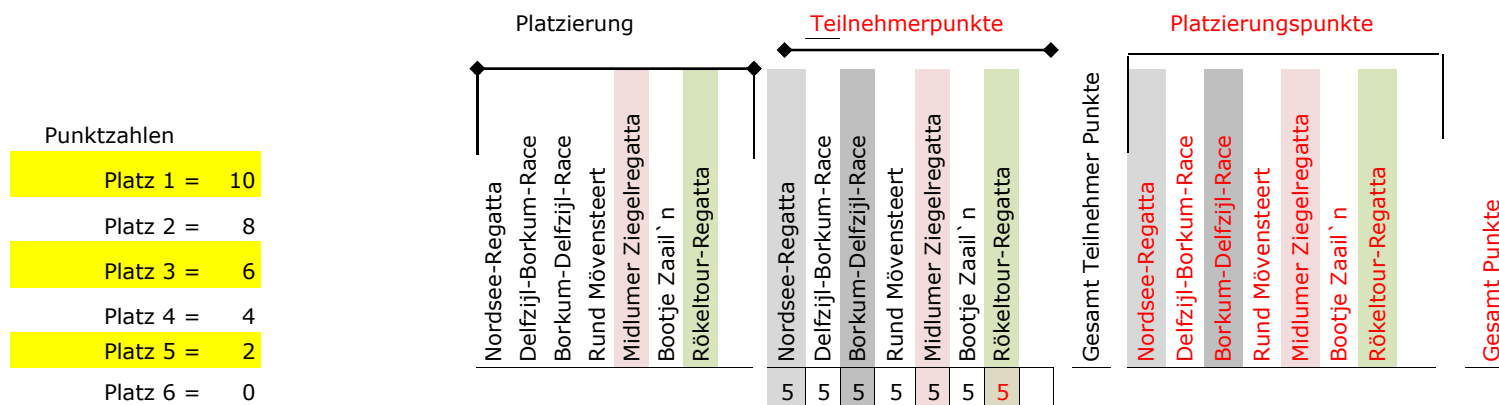 Platzierung
Teilnehmerpunkte
Platzierungspunkte
Punktzahlen
Platz 1 = 10
Platz 2 = 8
Platz 3 = 6
Platz 4 = 4
Platz 5 = 2
Platz 6 = 0
Nordsee-Regatta
Delfzijl-Borkum-Race
Borkum-Delfzijl-Race
Rund Mövensteert
Midlumer Ziegelregatta
Bootje Zaail`n
Rökeltour-Regatta
Nordsee-Regatta
Delfzijl-Borkum-Race
Borkum-Delfzijl-Race
Rund Mövensteert
Midlumer Ziegelregatta
Bootje Zaail`n
Rökeltour-Regatta
Gesamt Teilnehmer Punkte
Nordsee-Regatta
Delfzijl-Borkum-Race
Borkum-Delfzijl-Race
Rund Mövensteert
Midlumer Ziegelregatta
Bootje Zaail`n
Rökeltour-Regatta
Gesamt Punkte
5 5 5 5 5 5 5